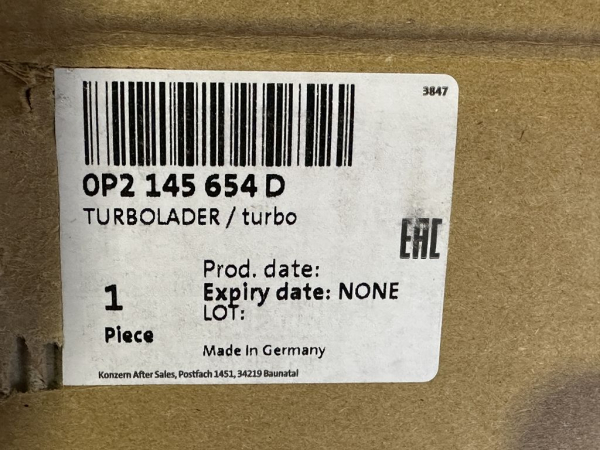 3847
0P2 145 654 D
TURBOLADER / turbo
EAC
Prod. date:
1 Expiry date: NONE
LOT:
Piece
Made In Germany
Konzern After Sales, Postfach 1451, 34219 Baunatal